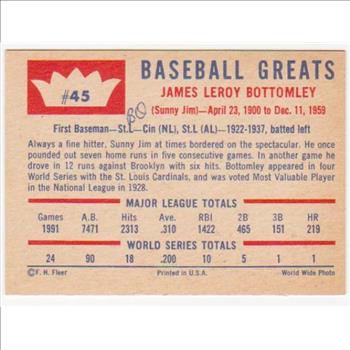 #45
BASEBALL GREATS
JAMES LEROY BOTTOMLEY
(Sunny Jim)—April 23, 1900 to Dec. 11, 1959
First Baseman—St.L—Cin (NL), St.L (AL)—1922-1937, batted left
Always a fine hitter, Sunny Jim at times bordered on the spectacular. He once
pounded out seven home runs in five consecutive games. In another game he
drove in 12 runs against Brooklyn with six hits. Bottomley appeared in four
World Series with the St. Louis Cardinals, and was voted Most Valuable Player
in the National League in 1928.
MAJOR LEAGUE TOTALS
Games A.B. Hits Ave. RBI 2B 3B HR
1991 7471 2313 .310 1422 465 151 219
WORLD SERIES TOTALS
24 90 18 .200 10 5 1 1
©F. H. Fleer Printed in U.S.A. World Wide Photo